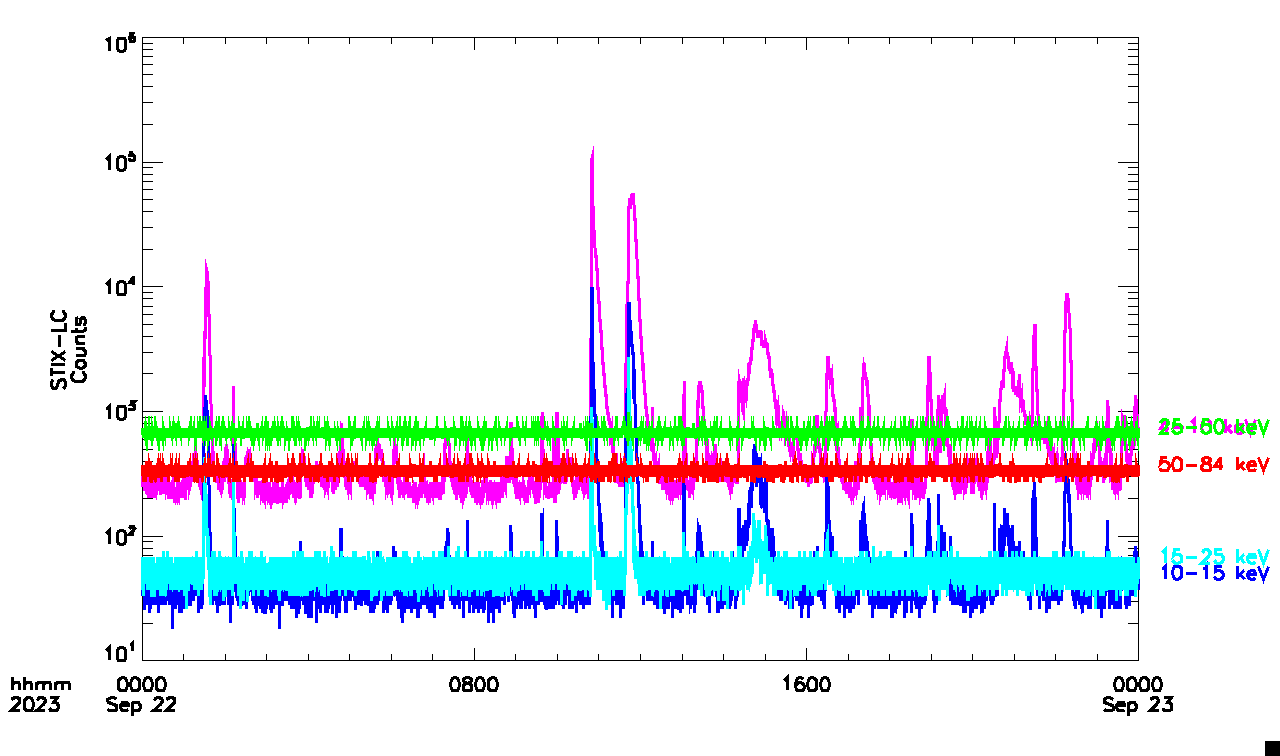 10⁶
10⁵
10⁴
10³
10²
10¹
STIX-LC
Counts
25-50 keV
50-84 keV
15-25 keV
10-15 keV
hhmm 0000 0800 1600 0000
2023 Sep 22 Sep 23